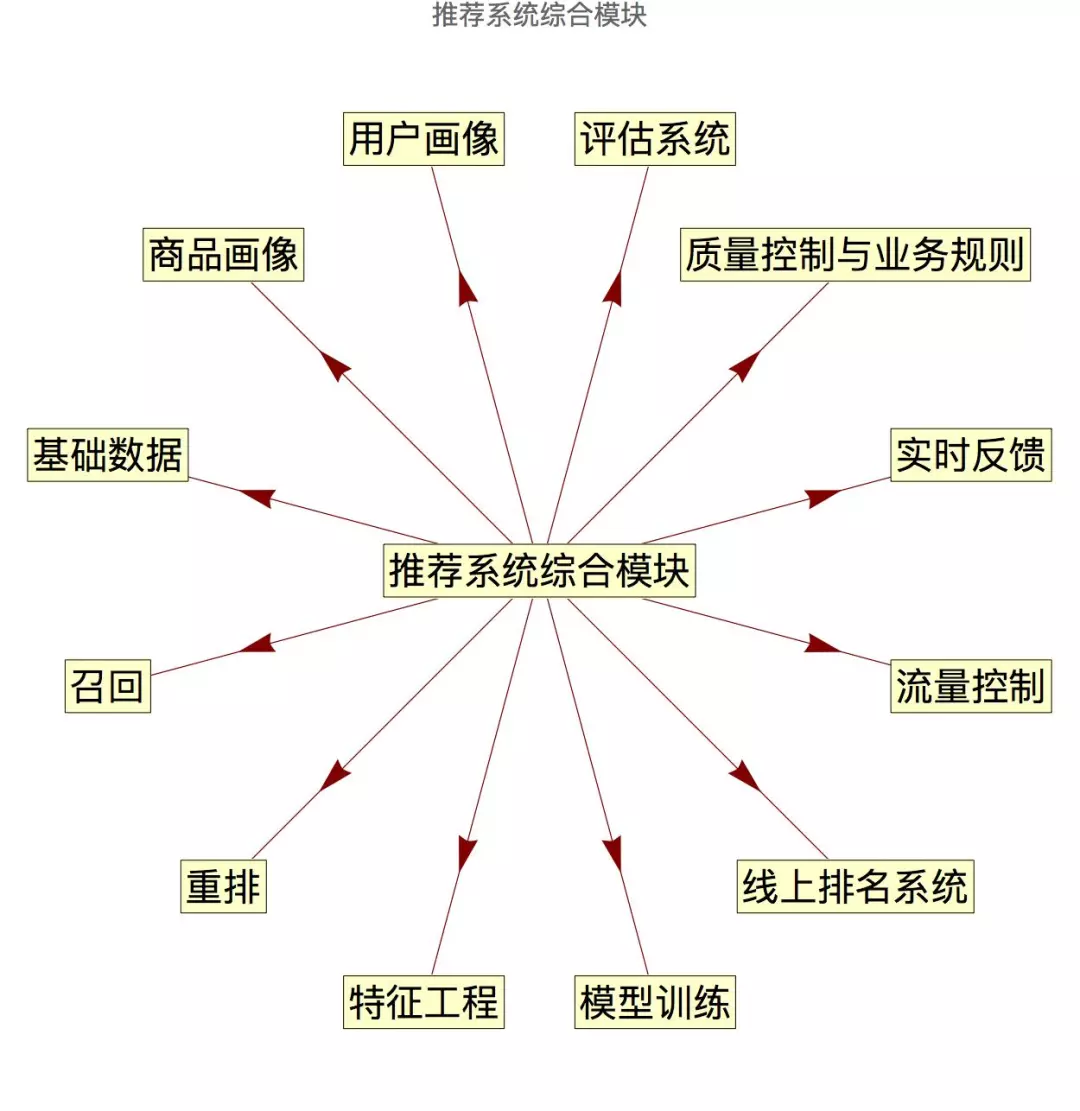 推荐系统综合模块
用户画像
评估系统
商品画像
质量控制与业务规则
基础数据
实时反馈
推荐系统综合模块
召回
流量控制
重排
线上排名系统
特征工程
模型训练